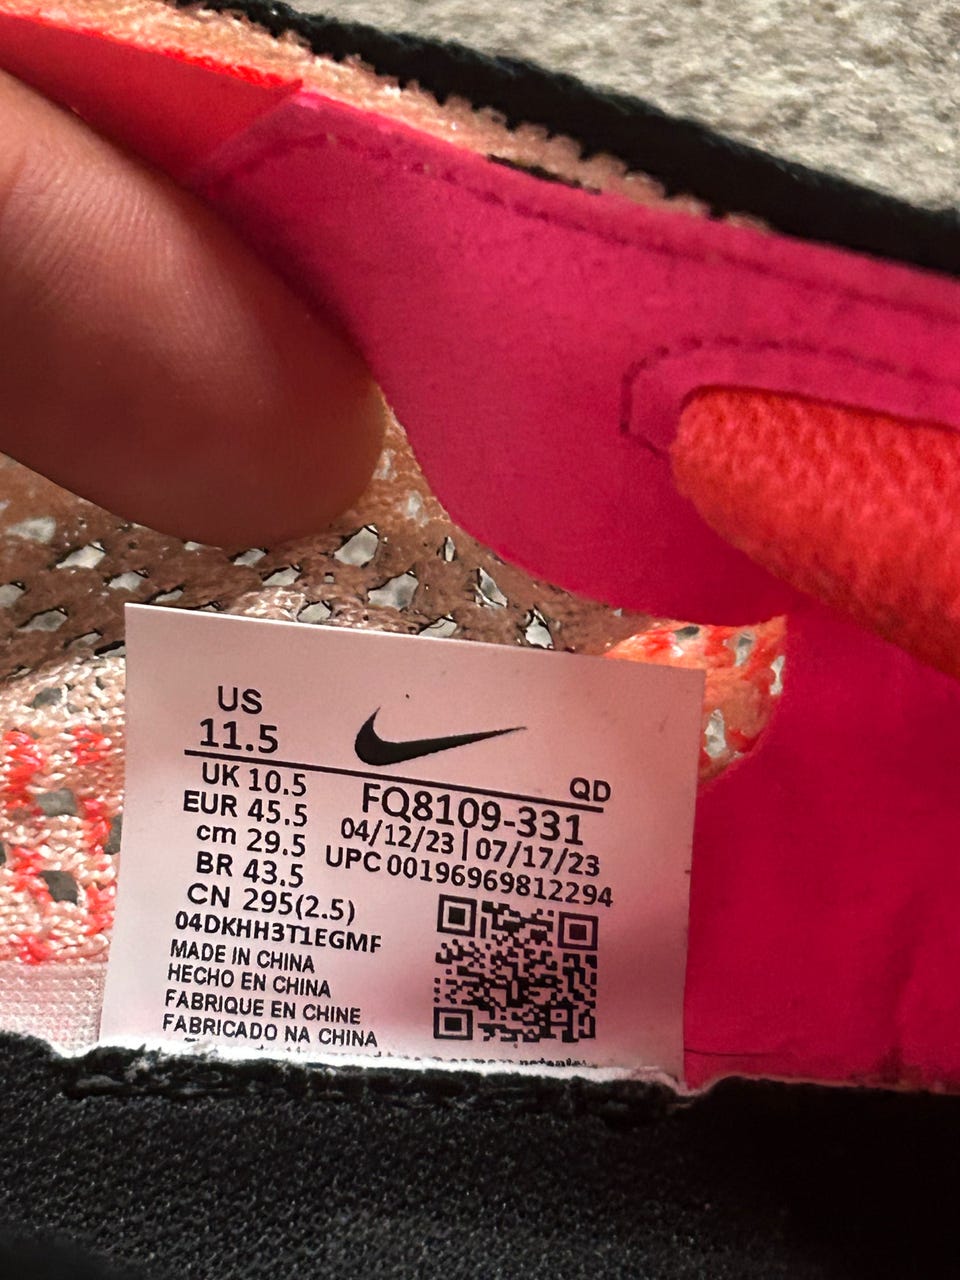 US
11.5
QD
UK 10.5
EUR 45.5
cm 29.5
BR 43.5
CN 295(2.5)
FQ8109-331
04/12/23|07/17/23
UPC 00196969812294
04DKHH3T1EGMF
MADE IN CHINA
HECHO EN CHINA
FABRIQUE EN CHINE
FABRICADO NA CHINA